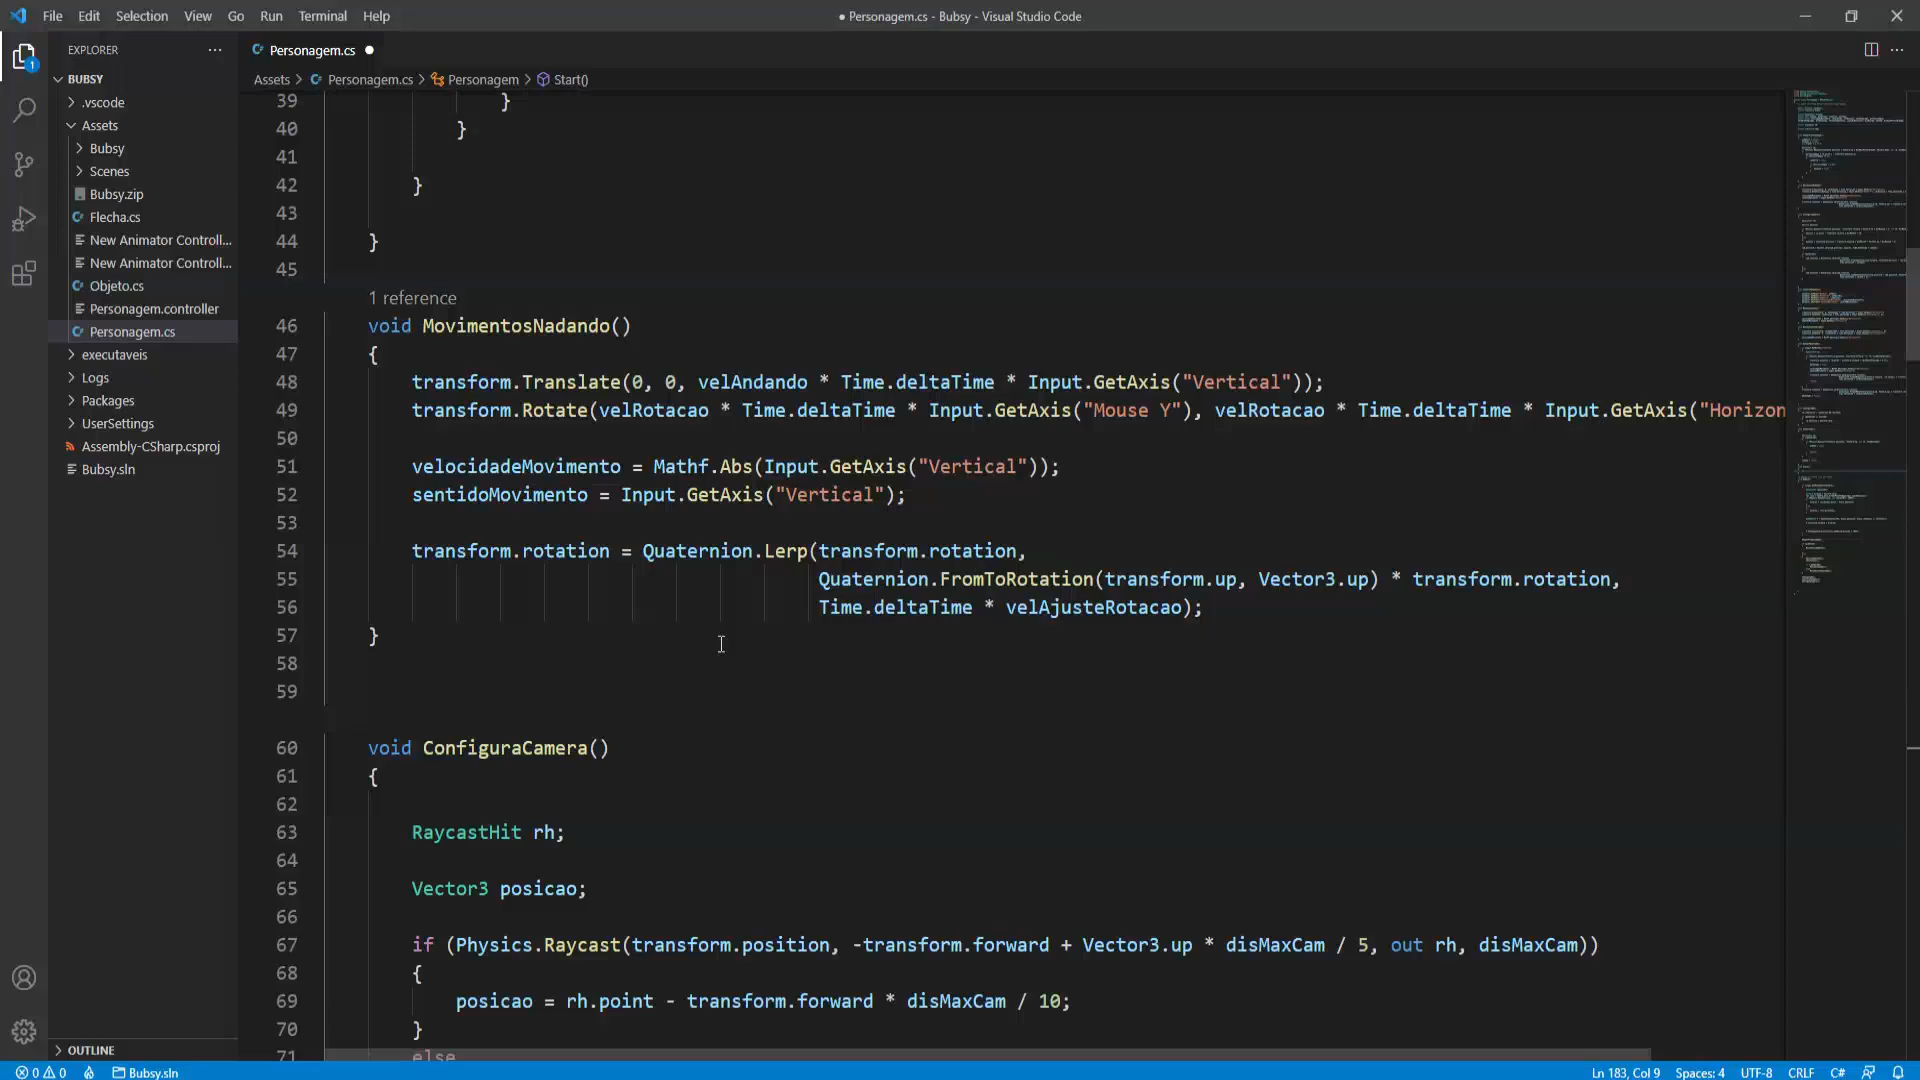 File Edit Selection View Go Run Terminal Help
● Personagem.cs - Bubsy - Visual Studio Code
EXPLORER
BUBSY
.vscode
Assets
Bubsy
Scenes
Bubsy.zip
Flecha.cs
New Animator Controll...
New Animator Controll...
Objeto.cs
Personagem.controller
Personagem.cs
executaveis
Logs
Packages
UserSettings
Assembly-CSharp.csproj
Bubsy.sln
OUTLINE
1
Personagem.cs ●
Assets > Personagem.cs > Personagem > Start()
39 }
40 }
41
42 }
43
44 }
45
1 reference
46 void MovimentosNadando()
47 {
48 transform.Translate(0, 0, velAndando * Time.deltaTime * Input.GetAxis("Vertical"));
49 transform.Rotate(velRotacao * Time.deltaTime * Input.GetAxis("Mouse Y"), velRotacao * Time.deltaTime * Input.GetAxis("Horizon
50
51 velocidadeMovimento = Mathf.Abs(Input.GetAxis("Vertical"));
52 sentidoMovimento = Input.GetAxis("Vertical");
53
54 transform.rotation = Quaternion.Lerp(transform.rotation,
55 Quaternion.FromToRotation(transform.up, Vector3.up) * transform.rotation,
56 Time.deltaTime * velAjusteRotacao);
57 }
58
59
60 void ConfiguraCamera()
61 {
62
63 RaycastHit rh;
64
65 Vector3 posicao;
66
67 if (Physics.Raycast(transform.position, -transform.forward + Vector3.up * disMaxCam / 5, out rh, disMaxCam))
68 {
69 posicao = rh.point - transform.forward * disMaxCam / 10;
70 }
71 else
0 0 Bubsy.sln
Ln 183, Col 9 Spaces: 4 UTF-8 CRLF C#